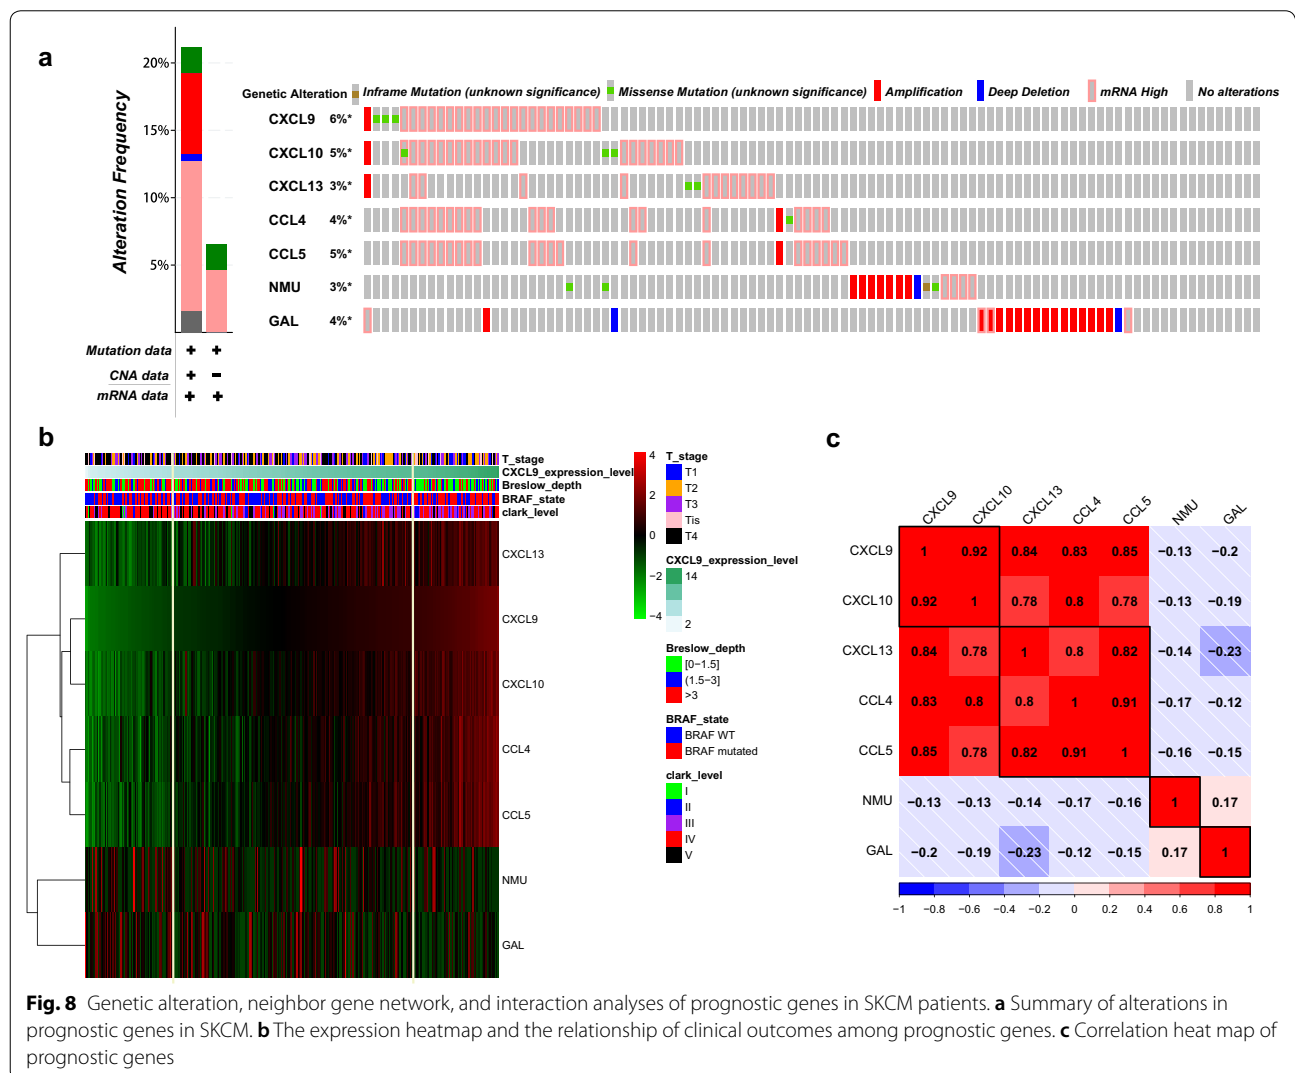 a
20%
15%
10%
5%
Alteration Frequency
Mutation data + +
CNA data + −
mRNA data + +
Genetic Alteration Inframe Mutation (unknown significance) Missense Mutation (unknown significance) Amplification Deep Deletion mRNA High No alterations
CXCL9 6%*
CXCL10 5%*
CXCL13 3%*
CCL4 4%*
CCL5 5%*
NMU 3%*
GAL 4%*
b
T_stage
CXCL9_expression_level
Breslow_depth
BRAF_state
clark_level
CXCL13
CXCL9
CXCL10
CCL4
CCL5
NMU
GAL
4
2
0
−2
−4
T_stage
T1
T2
T3
Tis
T4
CXCL9_expression_level
14
2
Breslow_depth
[0−1.5]
(1.5−3]
>3
BRAF_state
BRAF WT
BRAF mutated
clark_level
I
II
III
IV
V
c
CXCL9 CXCL10 CXCL13 CCL4 CCL5 NMU GAL
CXCL9 1 0.92 0.84 0.83 0.85 −0.13 −0.2
CXCL10 0.92 1 0.78 0.8 0.78 −0.13 −0.19
CXCL13 0.84 0.78 1 0.8 0.82 −0.14 −0.23
CCL4 0.83 0.8 0.8 1 0.91 −0.17 −0.12
CCL5 0.85 0.78 0.82 0.91 1 −0.16 −0.15
NMU −0.13 −0.13 −0.14 −0.17 −0.16 1 0.17
GAL −0.2 −0.19 −0.23 −0.12 −0.15 0.17 1
−1 −0.8 −0.6 −0.4 −0.2 0 0.2 0.4 0.6 0.8 1
Fig. 8 Genetic alteration, neighbor gene network, and interaction analyses of prognostic genes in SKCM patients. a Summary of alterations in
prognostic genes in SKCM. b The expression heatmap and the relationship of clinical outcomes among prognostic genes. c Correlation heat map of
prognostic genes